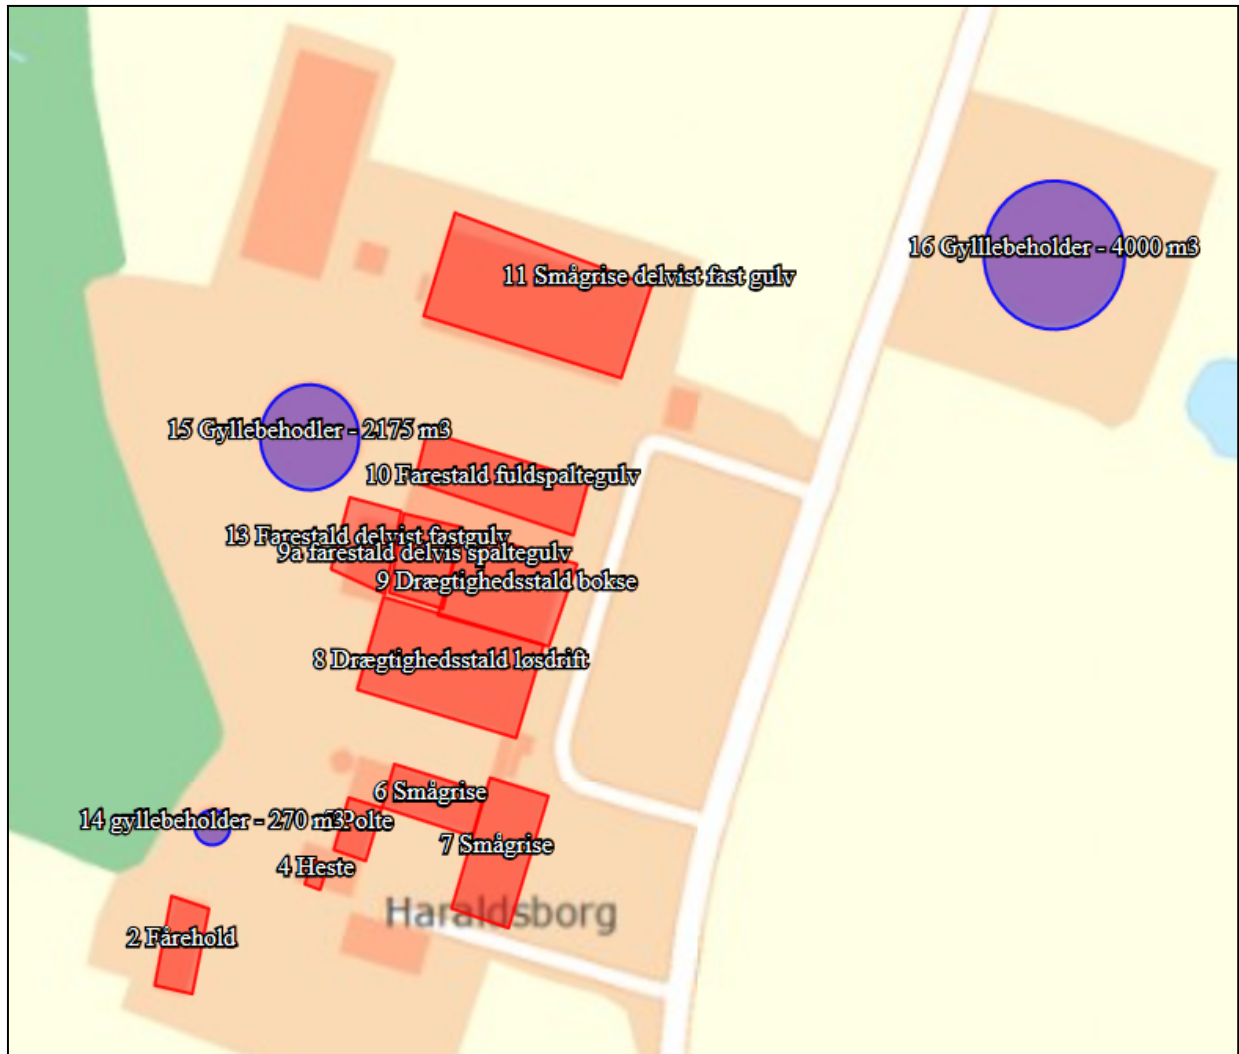 16 Gylllebeholder - 4000 m3
11 Smågrise delvist fast gulv
15 Gyllebehodler - 2175 m3
10 Farestald fuldspaltegulv
13 Farestald delvist fastgulv
9a farestald delvis spaltegulv
9 Drægtighedsstald bokse
8 Drægtighedsstald løsdrift
6 Smågrise
14 gyllebeholder - 270 m3
5 Polte
7 Smågrise
4 Heste
Haraldsborg
2 Fårehold